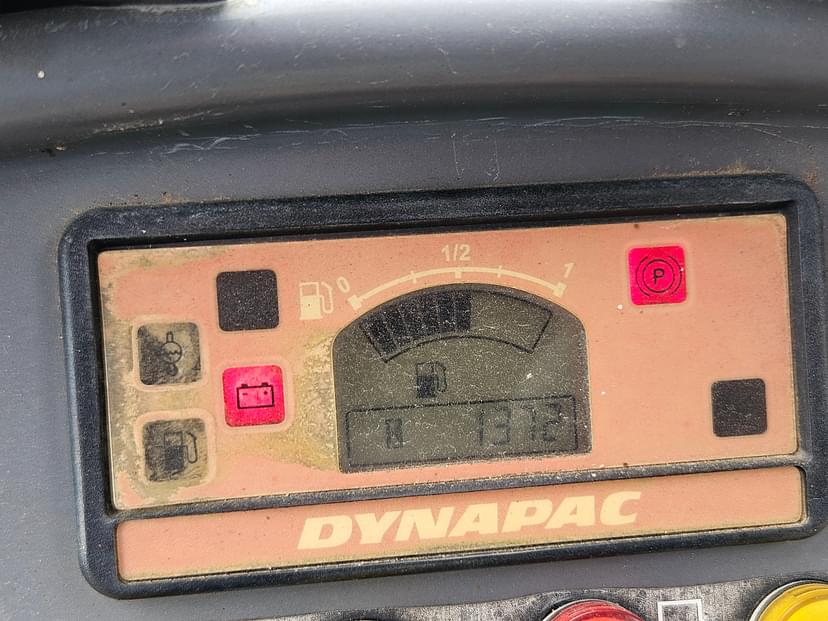 0 1/2 1
P
N 1372
DYNAPAC